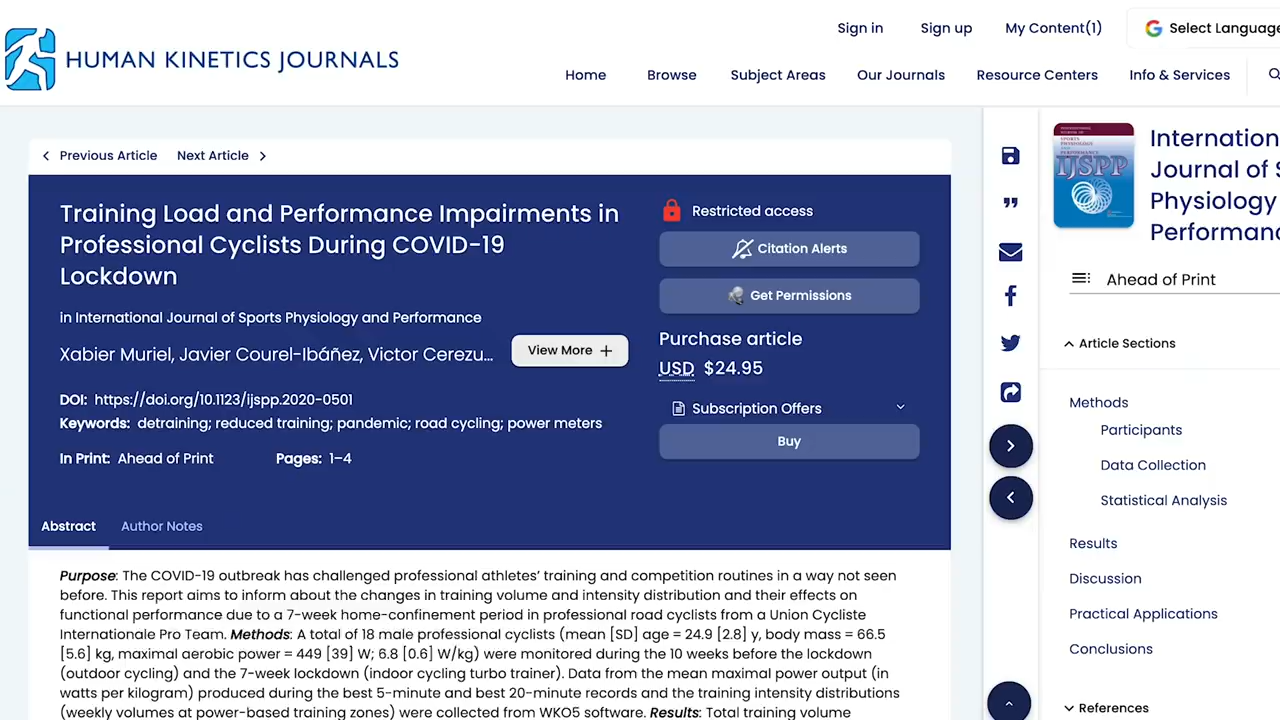 HUMAN KINETICS JOURNALS
Sign in Sign up My Content(1) Select Language
Home Browse Subject Areas Our Journals Resource Centers Info & Services
Previous Article Next Article
Training Load and Performance Impairments in
Professional Cyclists During COVID-19
Lockdown
in International Journal of Sports Physiology and Performance
Xabier Muriel, Javier Courel-Ibáñez, Victor Cerezu...
View More
DOI: https://doi.org/10.1123/ijspp.2020-0501
Keywords: detraining; reduced training; pandemic; road cycling; power meters
In Print: Ahead of Print Pages: 1–4
Restricted access
Citation Alerts
Get Permissions
Purchase article
USD $24.95
Subscription Offers
Buy
Abstract Author Notes
Purpose: The COVID-19 outbreak has challenged professional athletes’ training and competition routines in a way not seen
before. This report aims to inform about the changes in training volume and intensity distribution and their effects on
functional performance due to a 7-week home-confinement period in professional road cyclists from a Union Cycliste
Internationale Pro Team. Methods: A total of 18 male professional cyclists (mean [SD] age = 24.9 [2.8] y, body mass = 66.5
[5.6] kg, maximal aerobic power = 449 [39] W; 6.8 [0.6] W/kg) were monitored during the 10 weeks before the lockdown
(outdoor cycling) and the 7-week lockdown (indoor cycling turbo trainer). Data from the mean maximal power output (in
watts per kilogram) produced during the best 5-minute and best 20-minute records and the training intensity distributions
(weekly volumes at power-based training zones) were collected from WKO5 software. Results: Total training volume
IJSPP
Internation
Journal of S
Physiology
Performanc
Ahead of Print
Article Sections
Methods
Participants
Data Collection
Statistical Analysis
Results
Discussion
Practical Applications
Conclusions
References